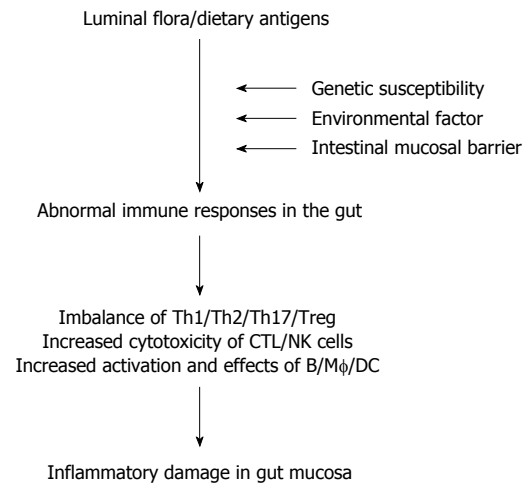 Luminal flora/dietary antigens
Genetic susceptibility
Environmental factor
Intestinal mucosal barrier
Abnormal immune responses in the gut
Imbalance of Th1/Th2/Th17/Treg
Increased cytotoxicity of CTL/NK cells
Increased activation and effects of B/Mϕ/DC
Inflammatory damage in gut mucosa